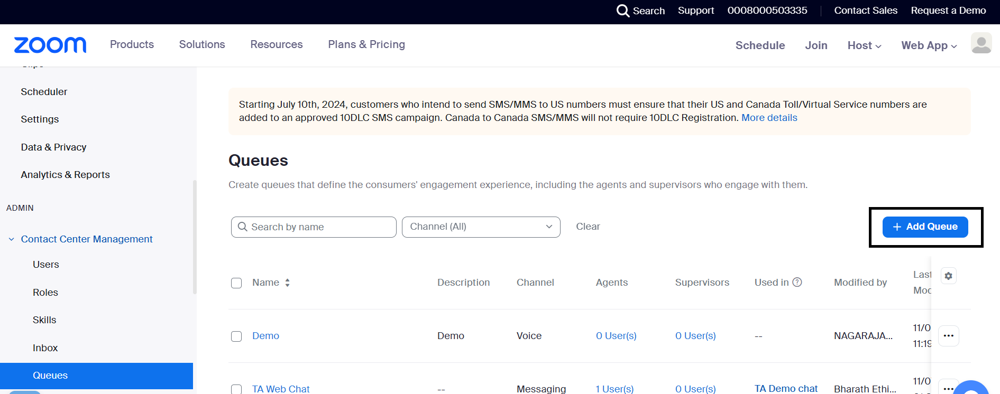 Search Support 0008000503335 Contact Sales Request a Demo
zoom Products Solutions Resources Plans & Pricing Schedule Join Host Web App
Scheduler
Settings
Data & Privacy
Analytics & Reports
ADMIN
Contact Center Management
Users
Roles
Skills
Inbox
Queues
Starting July 10th, 2024, customers who intend to send SMS/MMS to US numbers must ensure that their US and Canada Toll/Virtual Service numbers are
added to an approved 10DLC SMS campaign. Canada to Canada SMS/MMS will not require 10DLC Registration. More details
Queues
Create queues that define the consumers' engagement experience, including the agents and supervisors who engage with them.
Search by name Channel (All) Clear + Add Queue
Name Description Channel Agents Supervisors Used in Modified by Last
Demo Demo Voice 0 User(s) 0 User(s) -- NAGARAJA... 11/0
11:19
TA Web Chat -- Messaging 1 User(s) 0 User(s) TA Demo chat Bharath Ethi... 11/0